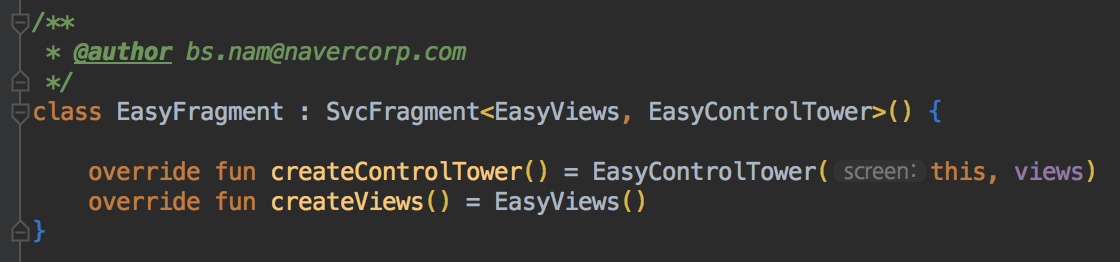 /**
 * @author bs.nam@navercorp.com
 */
class EasyFragment : SvcFragment<EasyViews, EasyControlTower>() {
    override fun createControlTower() = EasyControlTower( screen: this, views)
    override fun createViews() = EasyViews()
}